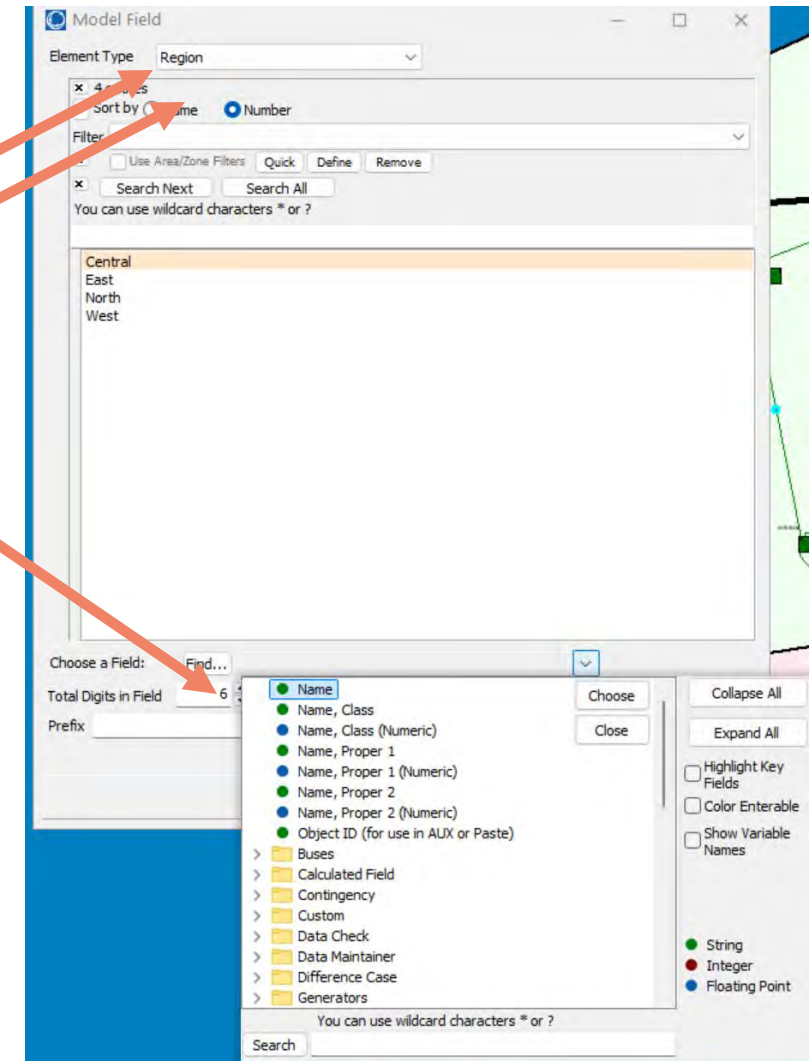 Model Field
Element Type Region
Sort by Number
Filter
Use Area/Zone Filters Quick Define Remove
Search Next Search All
You can use wildcard characters * or ?
Central
East
North
West
Choose a Field: Find...
Total Digits in Field 6
Prefix
Name
Name, Class
Name, Class (Numeric)
Name, Proper 1
Name, Proper 1 (Numeric)
Name, Proper 2
Name, Proper 2 (Numeric)
Object ID (for use in AUX or Paste)
Buses
Calculated Field
Contingency
Custom
Data Check
Data Maintainer
Difference Case
Generators
Choose
Close
You can use wildcard characters * or ?
Search
Collapse All
Expand All
Highlight Key
Fields
Color Enterable
Show Variable
Names
String
Integer
Floating Point